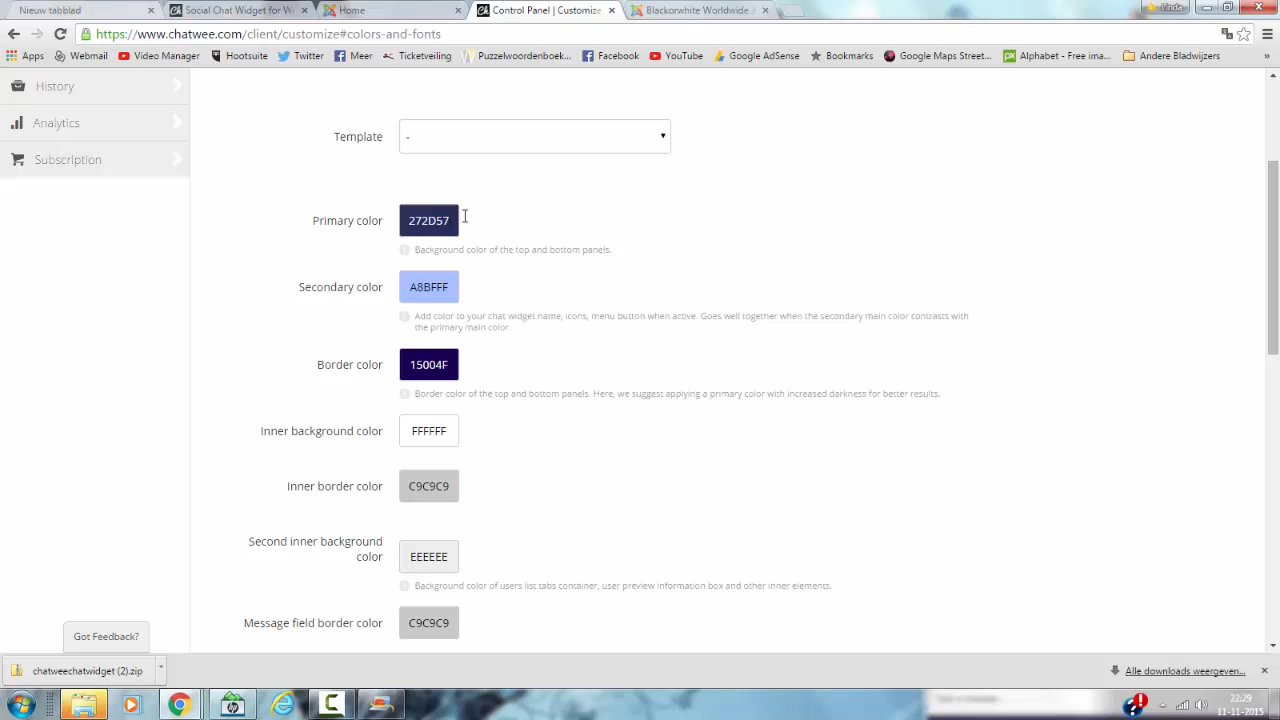 Nieuw tabblad
Social Chat Widget for W
Home
Control Panel | Customize
Blackorwhite Worldwide
Linda
https://www.chatwee.com/client/customize#colors-and-fonts
Apps
Webmail
Video Manager
Hootsuite
Twitter
Meer
Ticketveiling
Puzzelwoordenboek...
Facebook
YouTube
Google AdSense
Bookmarks
Google Maps Street...
Alphabet - Free ima...
Andere Bladwijzers
»
History
Analytics
Subscription
Template
-
Primary color
272D57
Background color of the top and bottom panels.
Secondary color
A8BFFF
Add color to your chat widget name, icons, menu button when active. Goes well together when the secondary main color contrasts with
the primary main color.
Border color
15004F
Border color of the top and bottom panels. Here, we suggest applying a primary color with increased darkness for better results.
Inner background color
FFFFFF
Inner border color
C9C9C9
Second inner background
color
EEEEEE
Background color of users list tabs container, user preview information box and other inner elements.
Message field border color
C9C9C9
Got Feedback?
chatweechatwidget (2).zip
Alle downloads weergeven...
22:29
11-11-2015